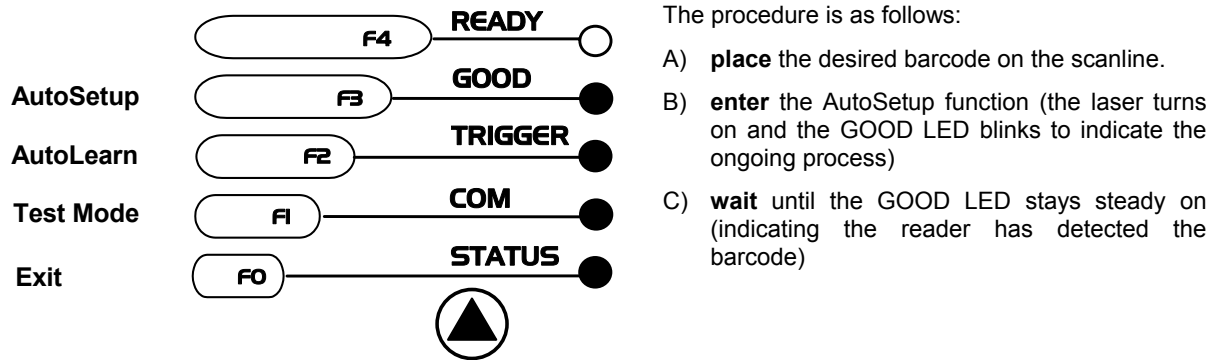 F4 READY
AutoSetup F3 GOOD
AutoLearn F2 TRIGGER
Test Mode F1 COM
Exit F0 STATUS
The procedure is as follows:
A) place the desired barcode on the scanline.
B) enter the AutoSetup function (the laser turns
on and the GOOD LED blinks to indicate the
ongoing process)
C) wait until the GOOD LED stays steady on
(indicating the reader has detected the
barcode)